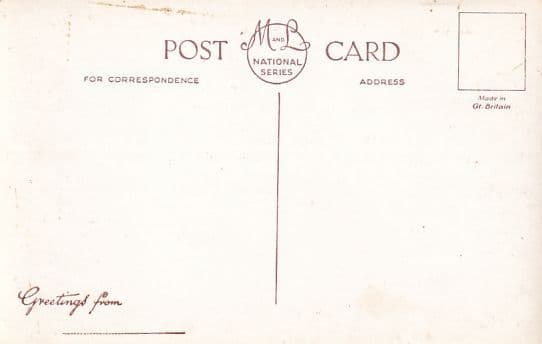 POST M AND L CARD
NATIONAL
SERIES
FOR CORRESPONDENCE
ADDRESS
Made in
Gt. Britain
Greetings from